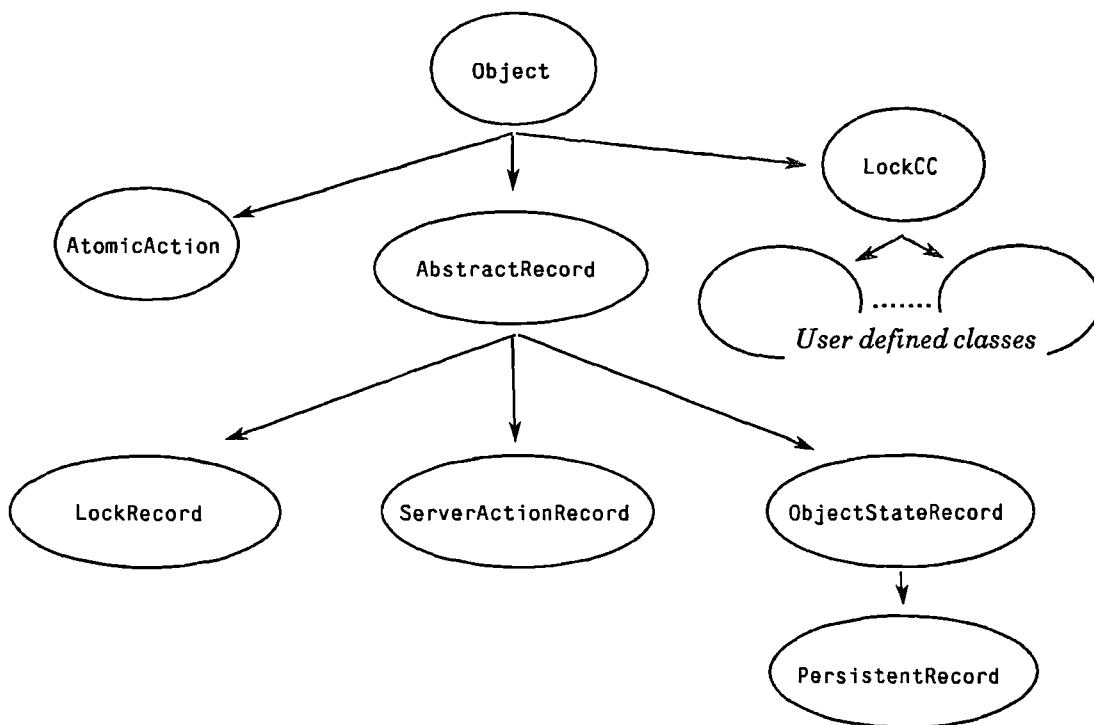 Object
LockCC
AtomicAction
AbstractRecord
.......
User defined classes
LockRecord
ServerActionRecord
ObjectStateRecord
PersistentRecord